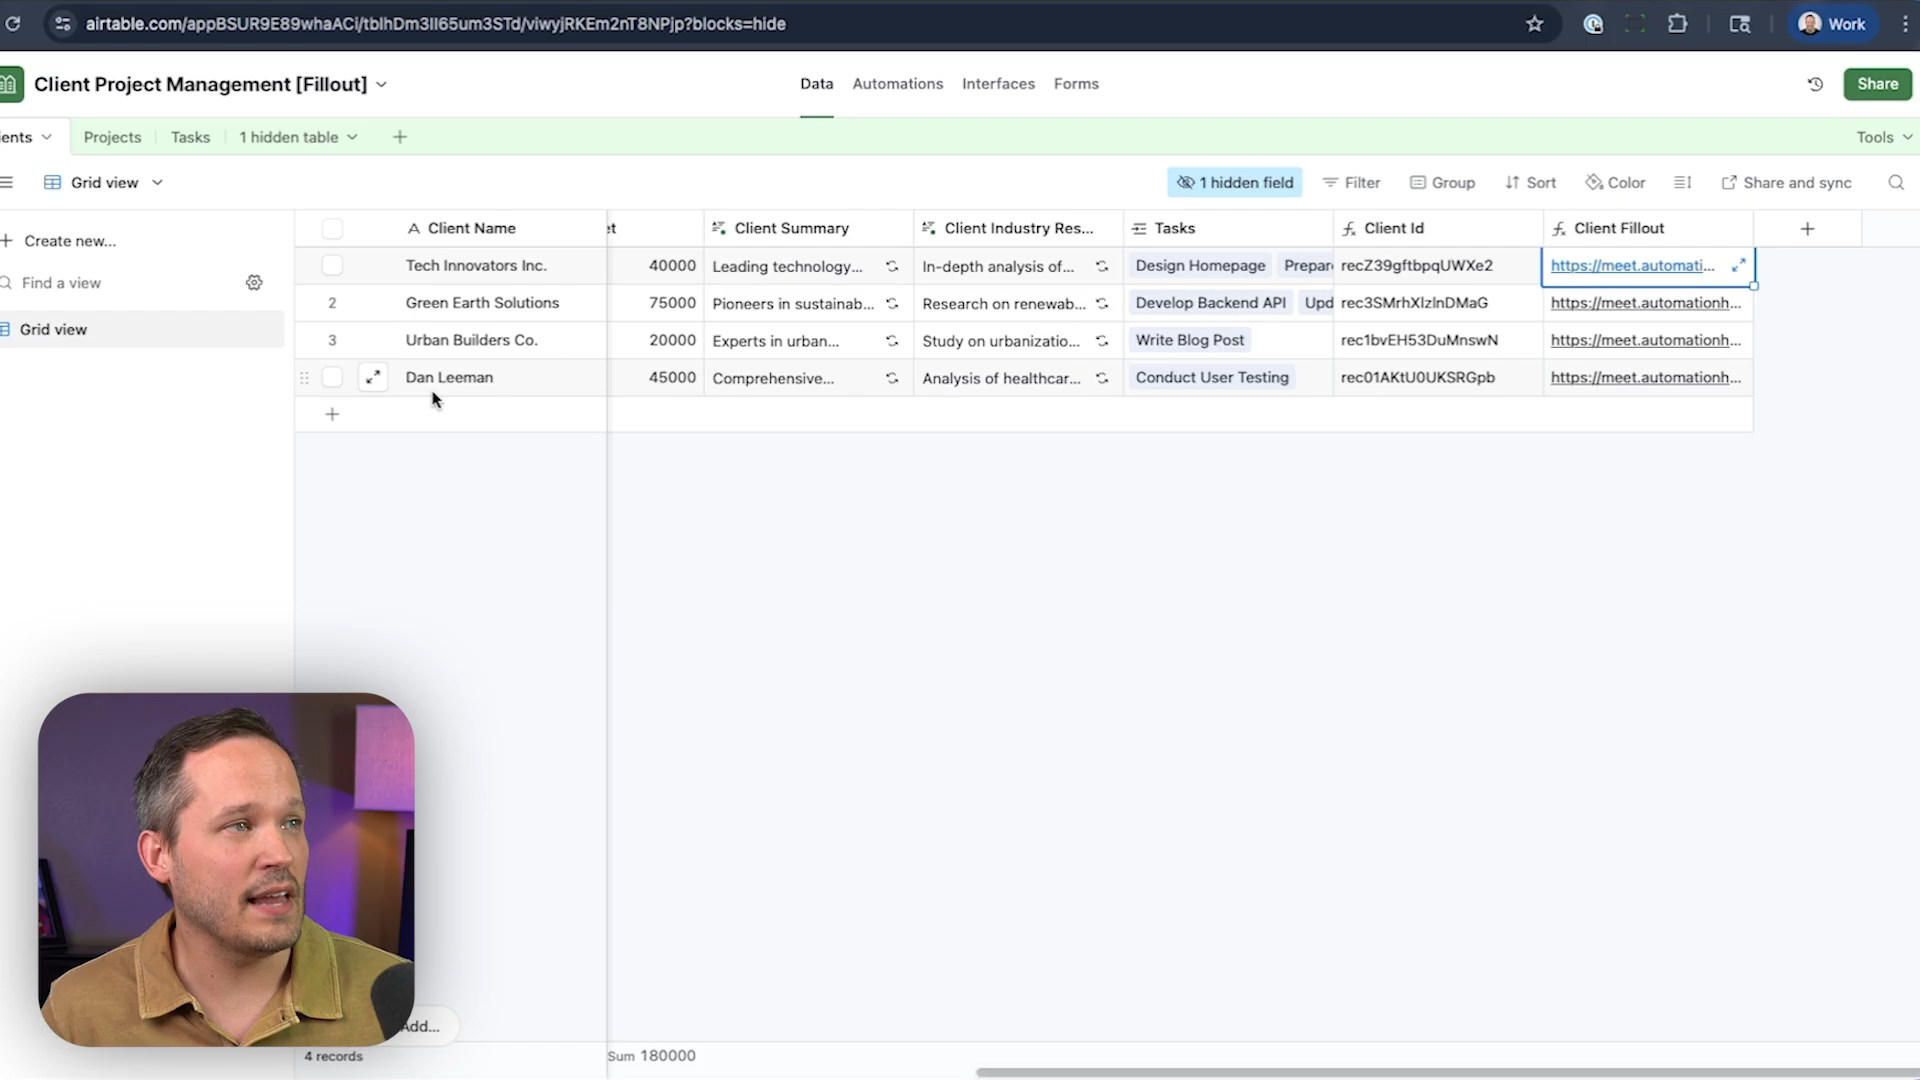 airtable.com/appBSUR9E89whaACi/tblhDm3Il65um3STd/viwyjRKEm2nT8NPjp?blocks=hide
Work
Client Project Management [Fillout]
Data
Automations
Interfaces
Forms
Share
ients
Projects
Tasks
1 hidden table
Tools
Grid view
1 hidden field
Filter
Group
Sort
Color
Share and sync
Create new...
Find a view
Grid view
Client Name
et
Client Summary
Client Industry Res...
Tasks
Client Id
Client Fillout
Tech Innovators Inc. 40000 Leading technology... In-depth analysis of... Design Homepage Prepar recZ39gftbpqUWXe2 https://meet.automati...
2 Green Earth Solutions 75000 Pioneers in sustainab... Research on renewab... Develop Backend API Upd rec3SMrhXIzlnDMaG https://meet.automationh...
3 Urban Builders Co. 20000 Experts in urban... Study on urbanizatio... Write Blog Post rec1bvEH53DuMnswN https://meet.automationh...
Dan Leeman 45000 Comprehensive... Analysis of healthcar... Conduct User Testing rec01AKtU0UKSRGpb https://meet.automationh...
Add...
4 records
Sum 180000